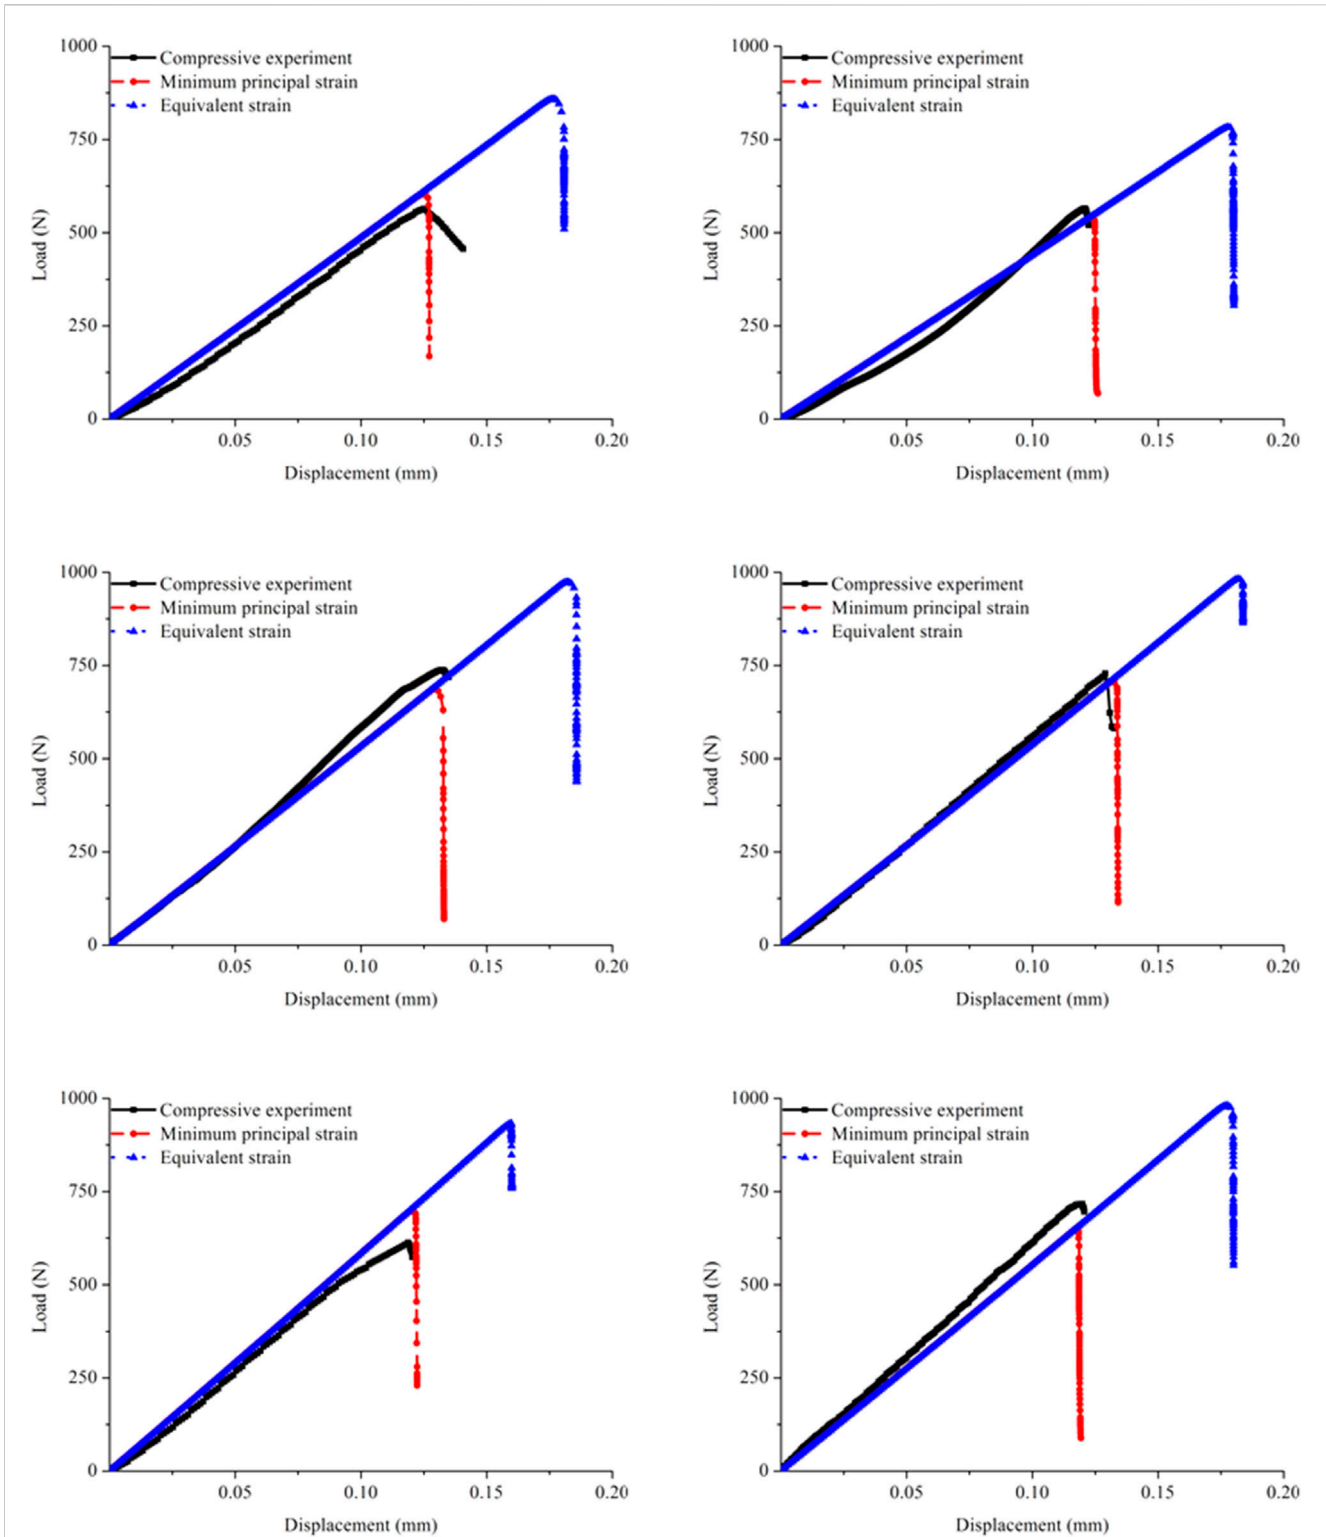 1000
Compressive experiment
Minimum principal strain
Equivalent strain
750
500
250
0
Load (N)
0.05 0.10 0.15 0.20
Displacement (mm)
1000
Compressive experiment
Minimum principal strain
Equivalent strain
750
500
250
0
Load (N)
0.05 0.10 0.15 0.20
Displacement (mm)
1000
Compressive experiment
Minimum principal strain
Equivalent strain
750
500
250
0
Load (N)
0.05 0.10 0.15 0.20
Displacement (mm)
1000
Compressive experiment
Minimum principal strain
Equivalent strain
750
500
250
0
Load (N)
0.05 0.10 0.15 0.20
Displacement (mm)
1000
Compressive experiment
Minimum principal strain
Equivalent strain
750
500
250
0
Load (N)
0.05 0.10 0.15 0.20
Displacement (mm)
1000
Compressive experiment
Minimum principal strain
Equivalent strain
750
500
250
0
Load (N)
0.05 0.10 0.15 0.20
Displacement (mm)